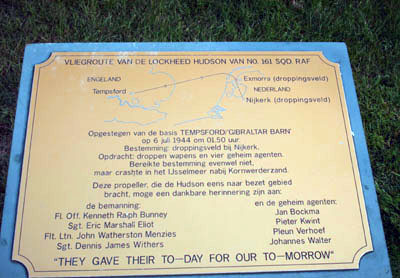 VLIEGROUTE VAN DE LOCKHEED HUDSON VAN NO. 161 SQD. RAF
ENGELAND
Exmorra (droppingsveld)
Tempsford
NEDERLAND
Nijkerk (droppingsveld)
Opgestegen van de basis TEMPSFORD/'GIBRALTAR BARN'
op 6 juli 1944 om 01.50 uur
Bestemming: droppingsveld bij Nijkerk.
Opdracht: droppen wapens en vier geheim agenten.
Bereikte bestemming evenwel niet,
maar crashte in het IJsselmeer nabij Kornwerderzand.
Deze propeller, die de Hudson eens naar bezet gebied
bracht, moge een dankbare herinnering zijn aan:
de bemanning:
Fl. Off. Kenneth Raph Bunney
Sgt. Eric Marshall Eliot
Flt. Ltn. John Watherston Menzies
Sgt. Dennis James Withers
en de geheim agenten:
Jan Bockma
Pieter Kwint
Pleun Verhoef
Johannes Walter
"THEY GAVE THEIR TO—DAY FOR OUR TO—MORROW"